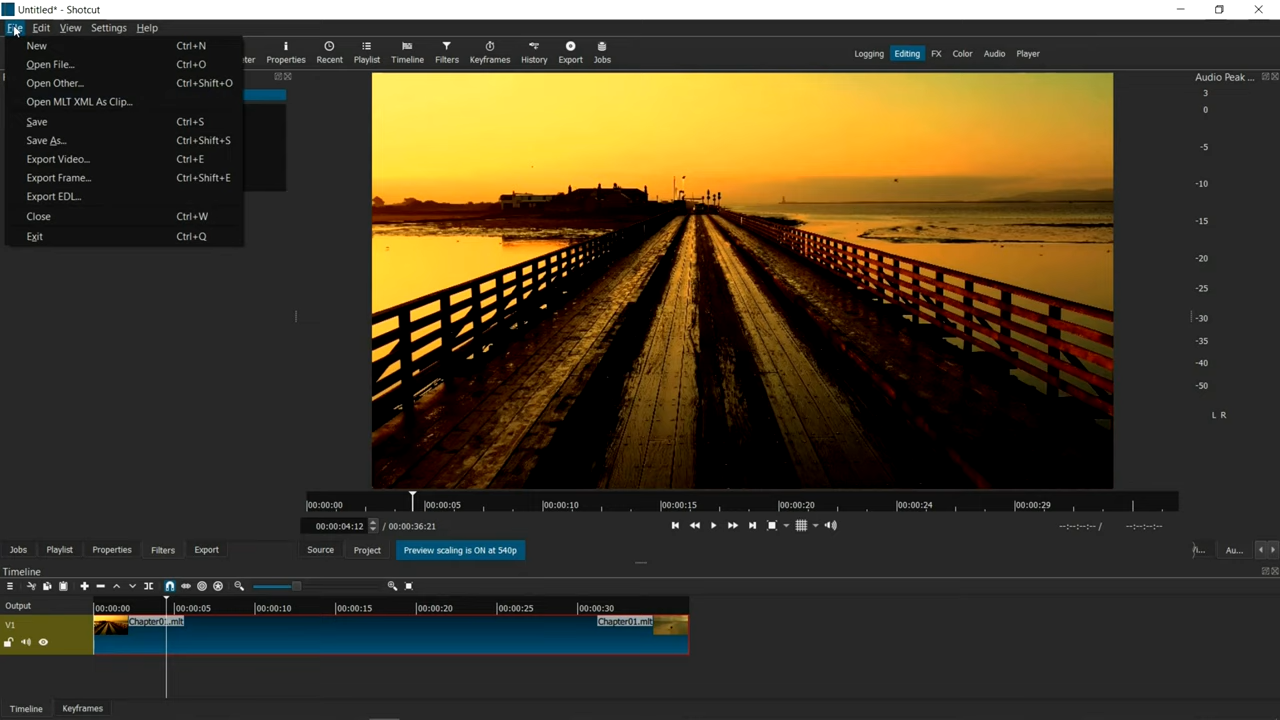 Untitled* - Shotcut
File Edit View Settings Help
Properties Recent Playlist Timeline Filters Keyframes History Export Jobs
Logging Editing FX Color Audio Player
New Ctrl+N
Open File... Ctrl+O
Open Other... Ctrl+Shift+O
Open MLT XML As Clip...
Save Ctrl+S
Save As... Ctrl+Shift+S
Export Video... Ctrl+E
Export Frame... Ctrl+Shift+E
Export EDL...
Close Ctrl+W
Exit Ctrl+Q
Audio Peak ...
3
0
-5
-10
-15
-20
-25
-30
-35
-40
-50
L R
00:00:00 00:00:05 00:00:10 00:00:15 00:00:20 00:00:24 00:00:29
00:00:04:12 / 00:00:36:21
--:--:--:-- / --:--:--:--
Jobs Playlist Properties Filters Export
Source Project Preview scaling is ON at 540p
Au...
Timeline
Output
00:00:00 00:00:05 00:00:10 00:00:15 00:00:20 00:00:25 00:00:30
V1
Chapter01..mlt Chapter01..mlt
Timeline Keyframes